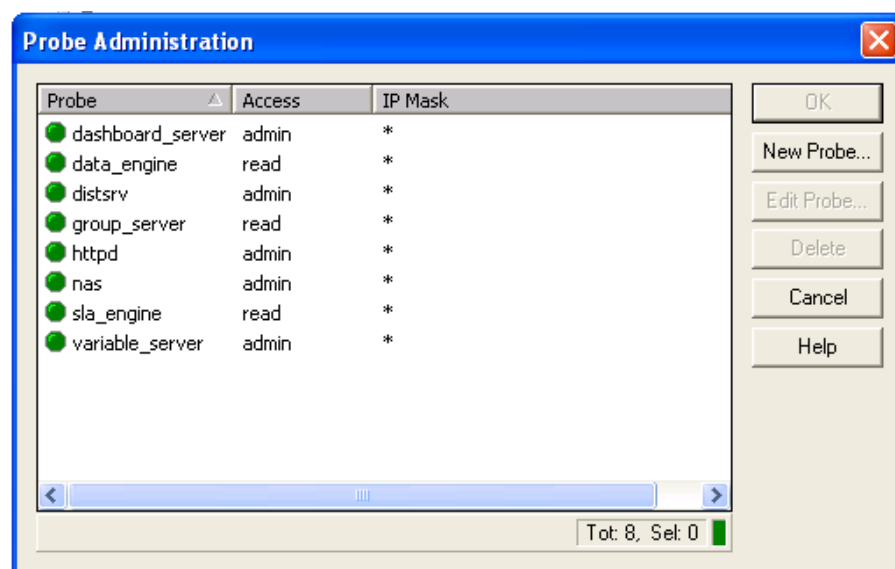 Probe Administration
Probe Access IP Mask
dashboard_server admin *
data_engine read *
distsrv admin *
group_server read *
httpd admin *
nas admin *
sla_engine read *
variable_server admin *
OK
New Probe...
Edit Probe...
Delete
Cancel
Help
Tot: 8, Sel: 0